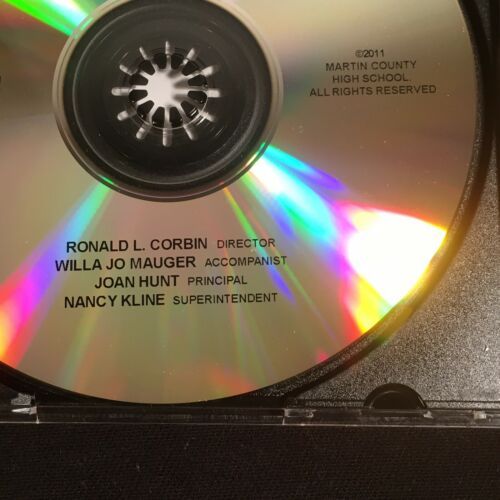 ©2011
MARTIN COUNTY
HIGH SCHOOL.
ALL RIGHTS RESERVED
RONALD L. CORBIN DIRECTOR
WILLA JO MAUGER ACCOMPANIST
JOAN HUNT PRINCIPAL
NANCY KLINE SUPERINTENDENT